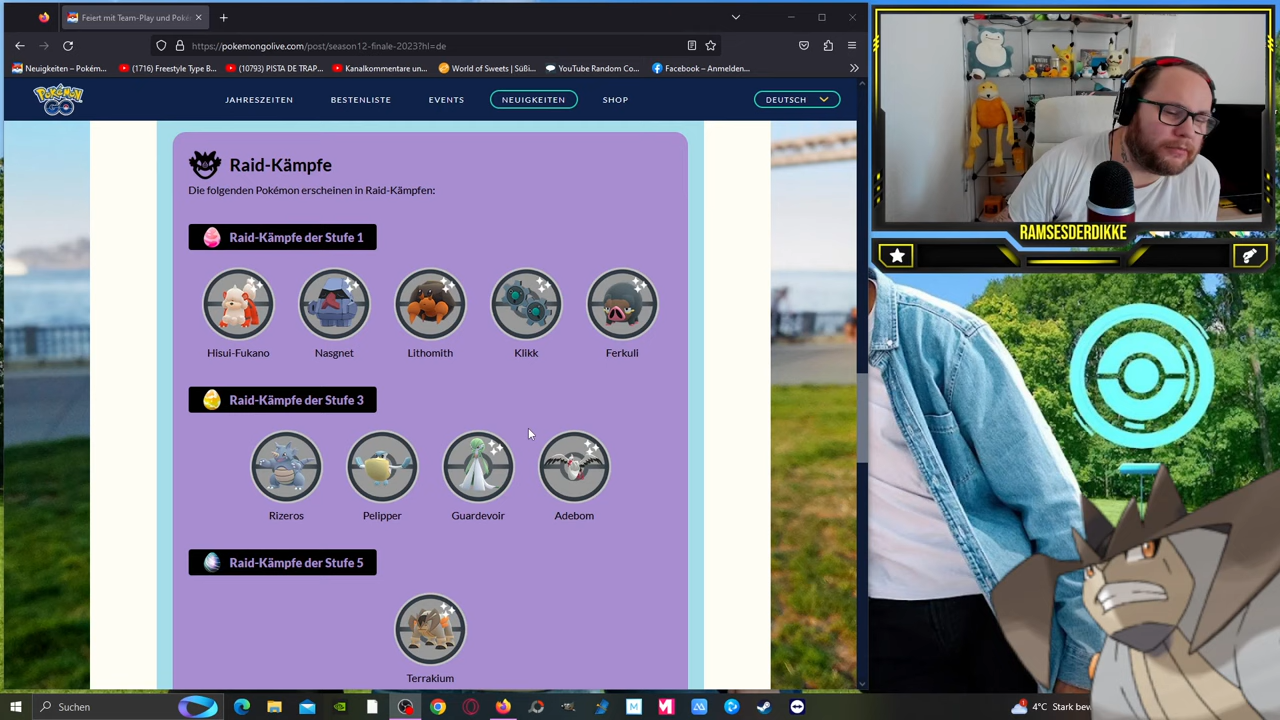 Feiert mit Team-Play und Poké
https://pokemongolive.com/post/season12-finale-2023?hl=de
Neuigkeiten – Pokém...
(1716) Freestyle Type B...
(10793) PISTA DE TRAP...
Kanalkommentare un...
World of Sweets | Süßi...
YouTube Random Co...
Facebook – Anmelden...
POKÉMON GO
JAHRESZEITEN
BESTENLISTE
EVENTS
NEUIGKEITEN
SHOP
DEUTSCH
Raid-Kämpfe
Die folgenden Pokémon erscheinen in Raid-Kämpfen:
Raid-Kämpfe der Stufe 1
Hisui-Fukano
Nasgnet
Lithomith
Klikk
Ferkuli
Raid-Kämpfe der Stufe 3
Rizeros
Pelipper
Guardevoir
Adebom
Raid-Kämpfe der Stufe 5
Terrakium
RAMSESDERDIKKE
Suchen
4°C Stark bev